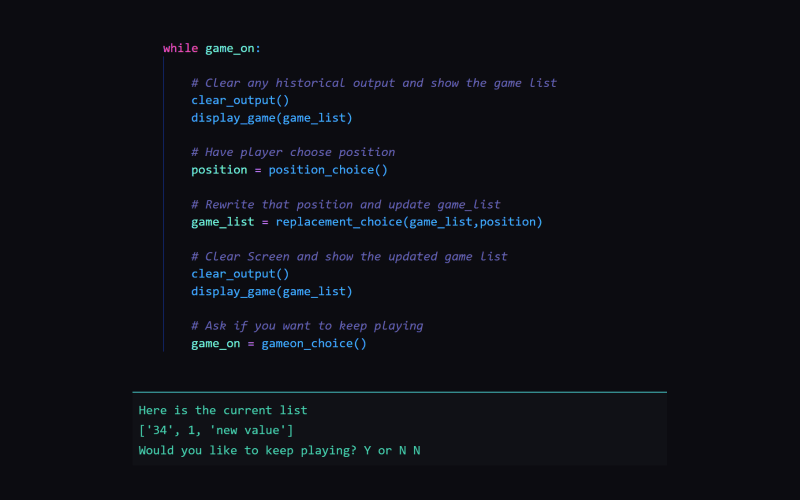 while game_on:
# Clear any historical output and show the game list
clear_output()
display_game(game_list)
# Have player choose position
position = position_choice()
# Rewrite that position and update game_list
game_list = replacement_choice(game_list,position)
# Clear Screen and show the updated game list
clear_output()
display_game(game_list)
# Ask if you want to keep playing
game_on = gameon_choice()
Here is the current list
['34', 1, 'new value']
Would you like to keep playing? Y or N N